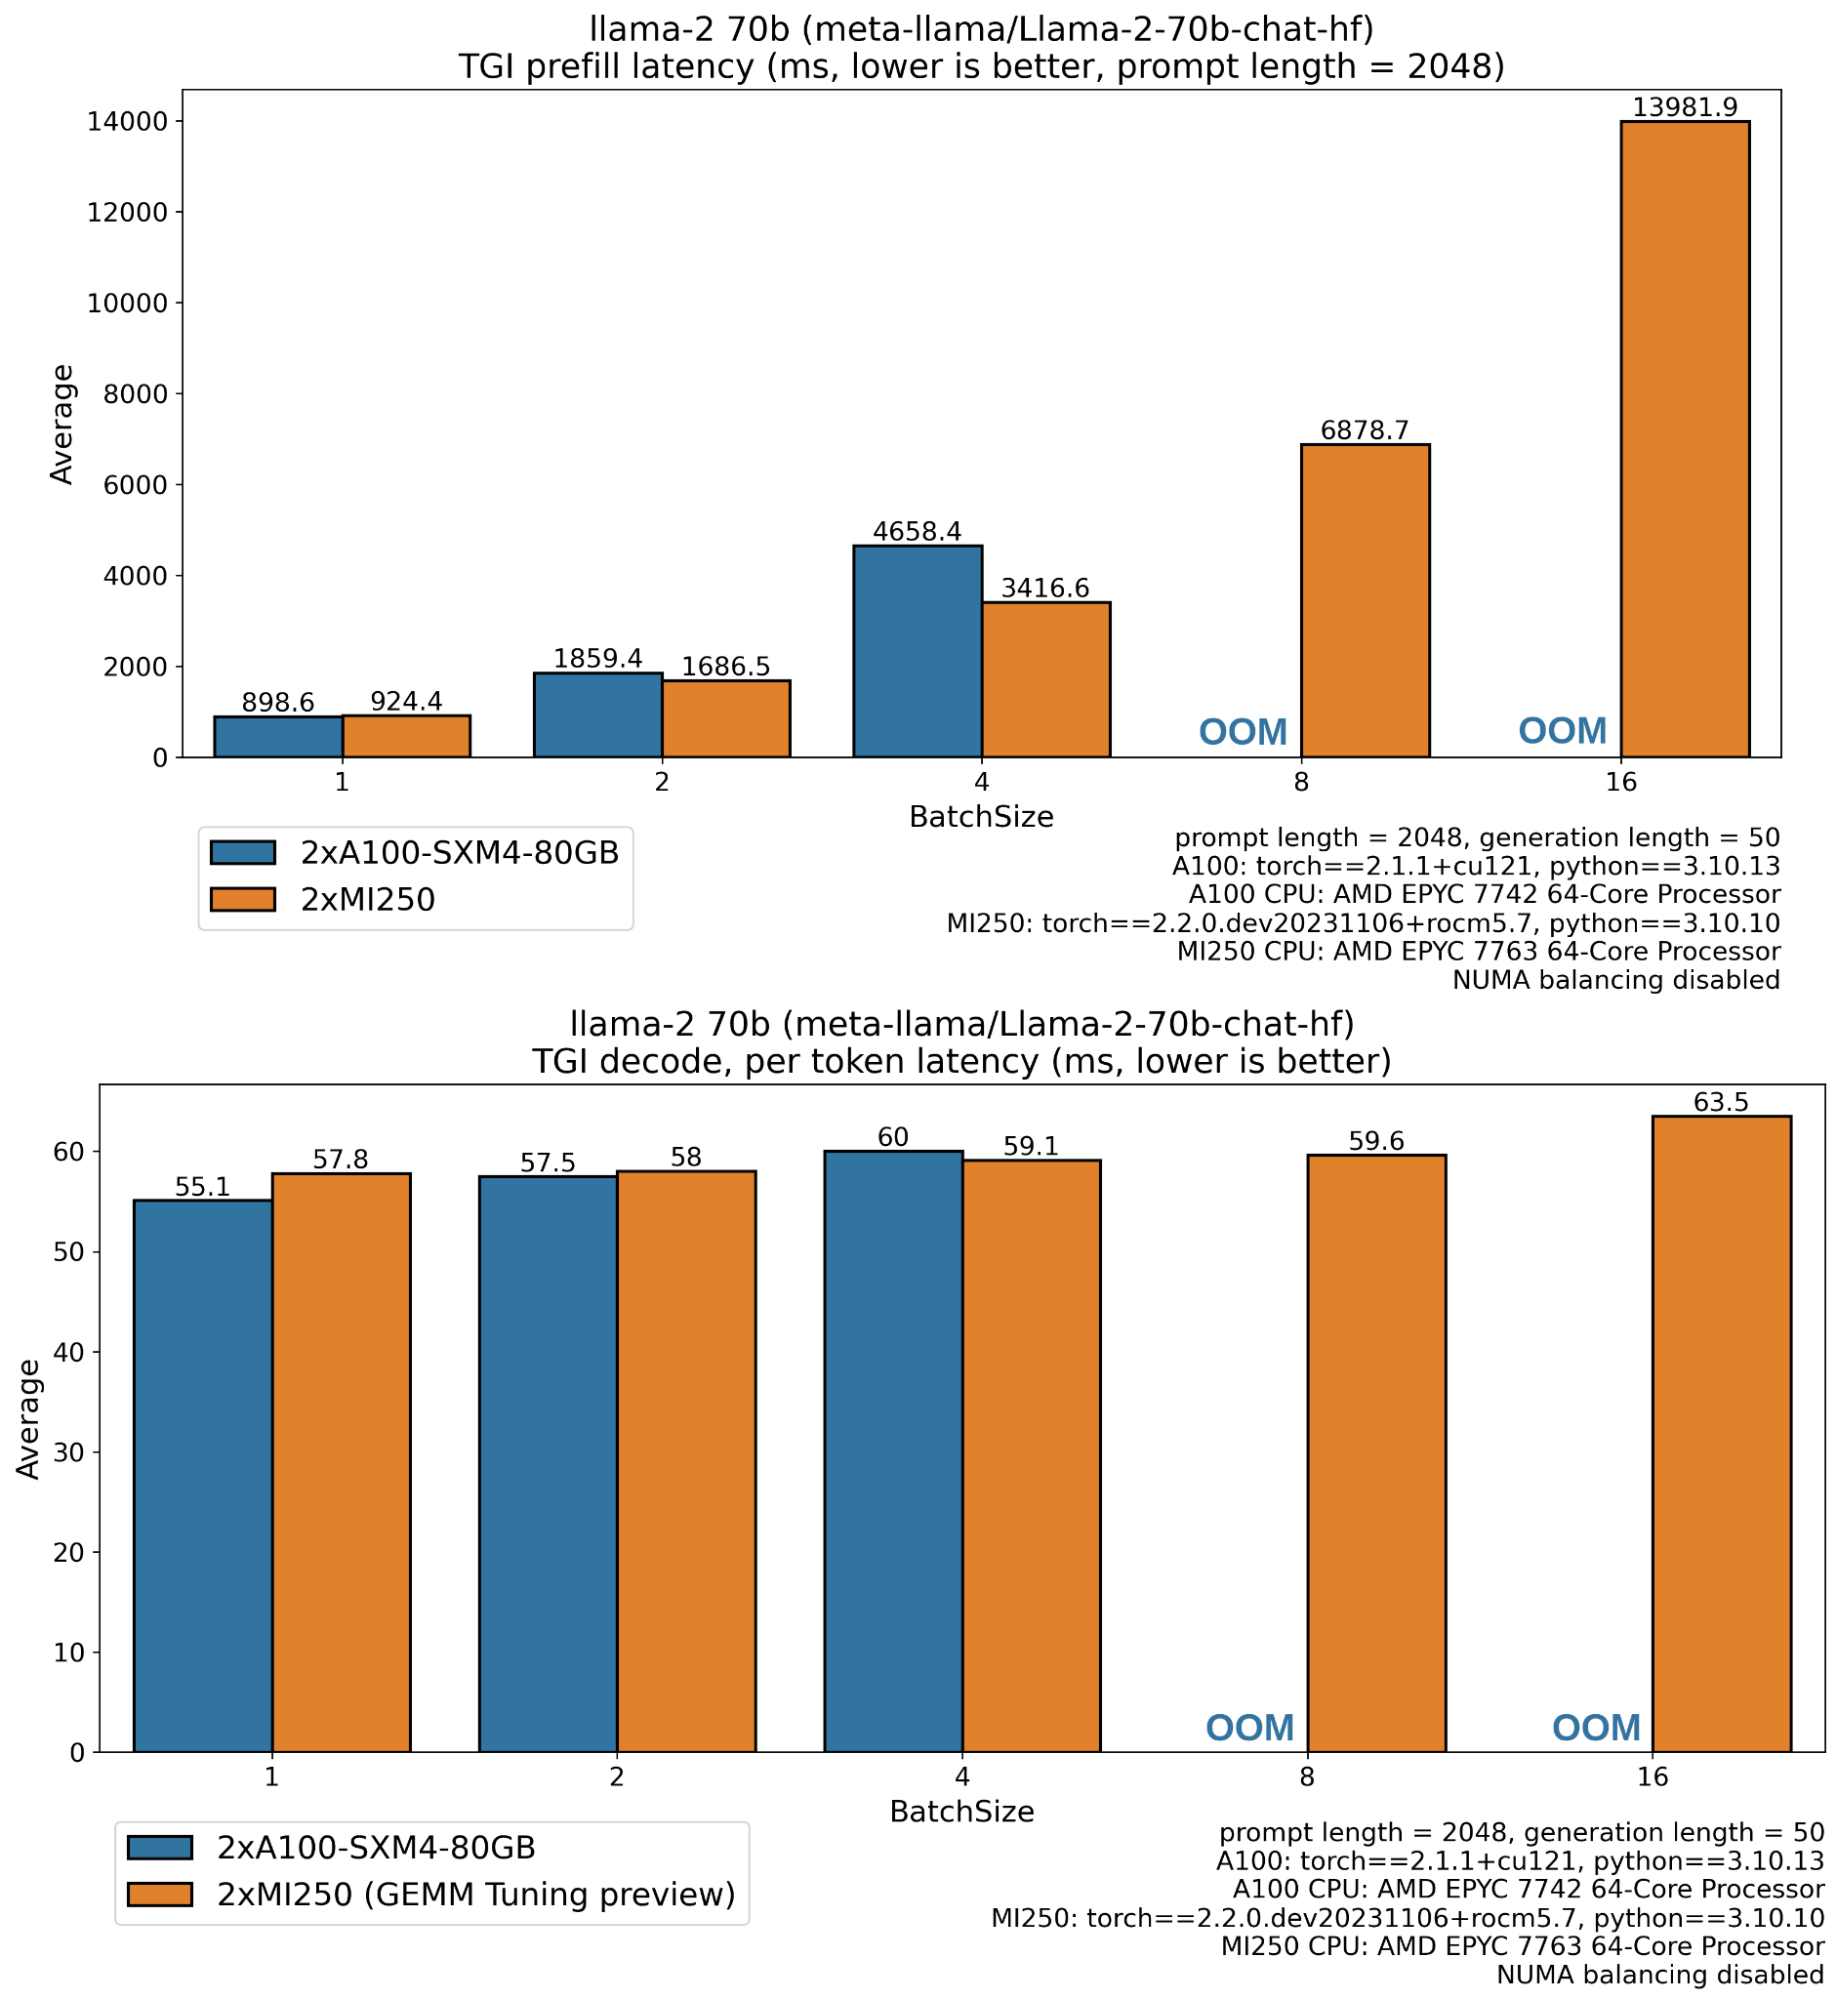 llama-2 70b (meta-llama/Llama-2-70b-chat-hf)
TGI prefill latency (ms, lower is better, prompt length = 2048)
Average
14000
12000
10000
8000
6000
4000
2000
0
898.6
924.4
1859.4
1686.5
4658.4
3416.6
OOM
6878.7
OOM
13981.9
1
2
4
8
16
BatchSize
2xA100-SXM4-80GB
2xMI250
prompt length = 2048, generation length = 50
A100: torch==2.1.1+cu121, python==3.10.13
A100 CPU: AMD EPYC 7742 64-Core Processor
MI250: torch==2.2.0.dev20231106+rocm5.7, python==3.10.10
MI250 CPU: AMD EPYC 7763 64-Core Processor
NUMA balancing disabled
llama-2 70b (meta-llama/Llama-2-70b-chat-hf)
TGI decode, per token latency (ms, lower is better)
Average
60
50
40
30
20
10
0
55.1
57.8
57.5
58
60
59.1
OOM
59.6
OOM
63.5
1
2
4
8
16
BatchSize
2xA100-SXM4-80GB
2xMI250 (GEMM Tuning preview)
prompt length = 2048, generation length = 50
A100: torch==2.1.1+cu121, python==3.10.13
A100 CPU: AMD EPYC 7742 64-Core Processor
MI250: torch==2.2.0.dev20231106+rocm5.7, python==3.10.10
MI250 CPU: AMD EPYC 7763 64-Core Processor
NUMA balancing disabled